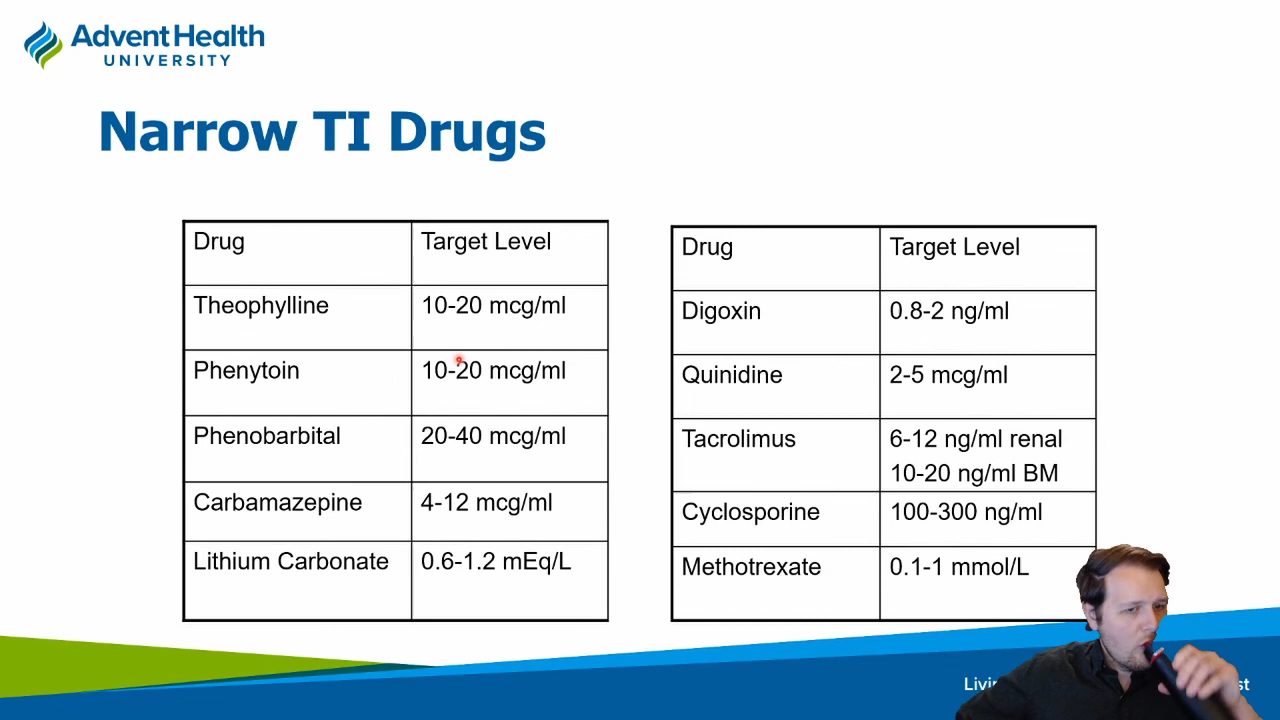 AdventHealth
UNIVERSITY
Narrow TI Drugs
Drug Target Level
Theophylline 10-20 mcg/ml
Phenytoin 10-20 mcg/ml
Phenobarbital 20-40 mcg/ml
Carbamazepine 4-12 mcg/ml
Lithium Carbonate 0.6-1.2 mEq/L
Drug Target Level
Digoxin 0.8-2 ng/ml
Quinidine 2-5 mcg/ml
Tacrolimus 6-12 ng/ml renal
10-20 ng/ml BM
Cyclosporine 100-300 ng/ml
Methotrexate 0.1-1 mmol/L